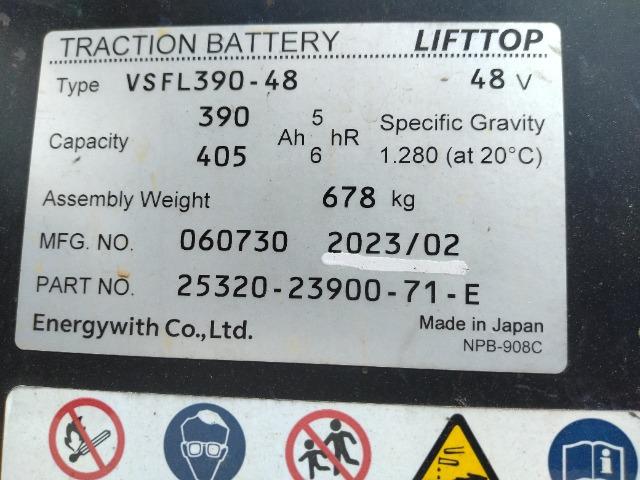 TRACTION BATTERY LIFTTOP
Type VSFL390-48 48 V
390 5
Capacity Ah hR Specific Gravity
405 6 1.280 (at 20°C)
Assembly Weight 678 kg
MFG. NO. 060730 2023/02
PART NO. 25320-23900-71-E
Energywith Co.,Ltd. Made in Japan
NPB-908C